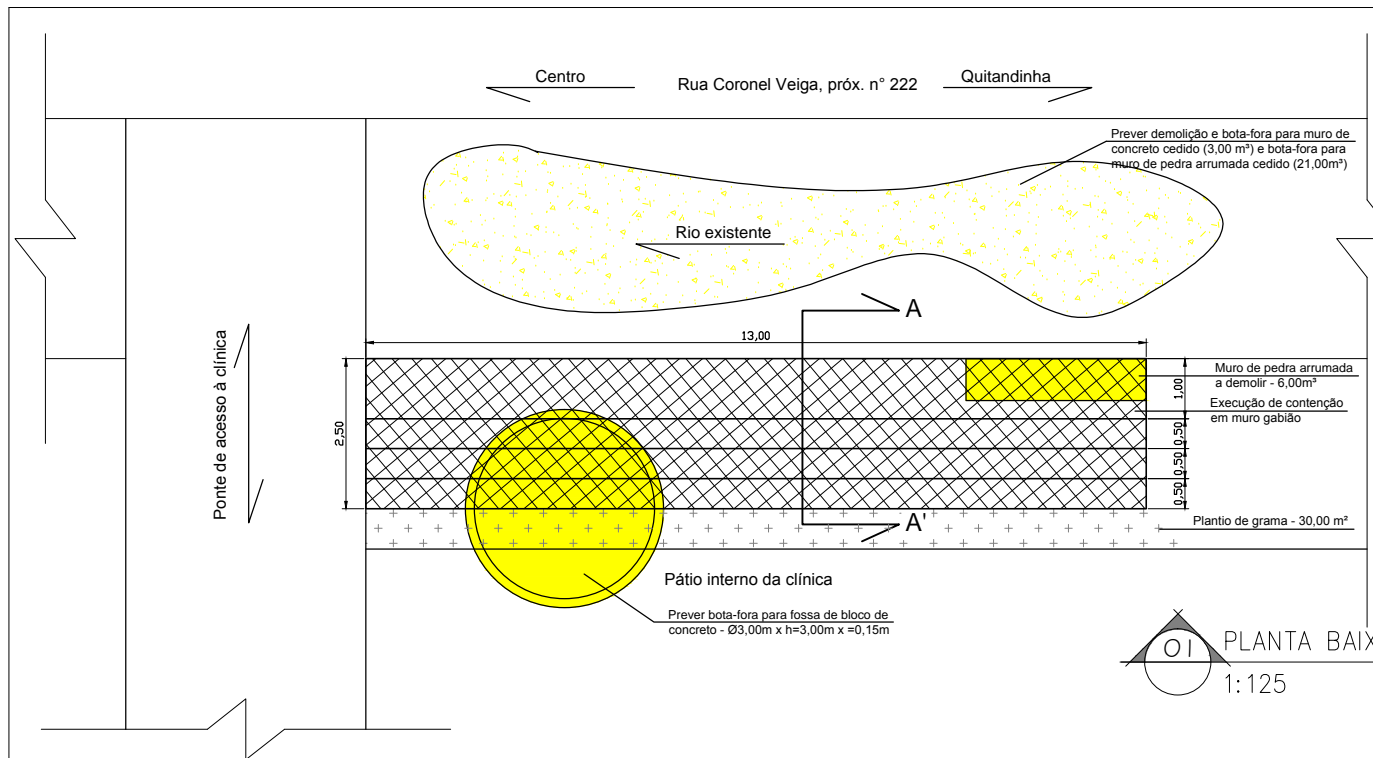 Centro
Rua Coronel Veiga, próx. n° 222
Quitandinha
Prever demolição e bota-fora para muro de
concreto cedido (3,00 m³) e bota-fora para
muro de pedra arrumada cedido (21,00m³)
Rio existente
A
13,00
Ponte de acesso à clínica
2,50
1,00
0,50
0,50
0,50
Muro de pedra arrumada
a demolir - 6,00m³
Execução de contenção
em muro gabião
Plantio de grama - 30,00 m²
A'
Pátio interno da clínica
Prever bota-fora para fossa de bloco de
concreto - Ø3,00m x h=3,00m x =0,15m
01
PLANTA BAIX
1:125